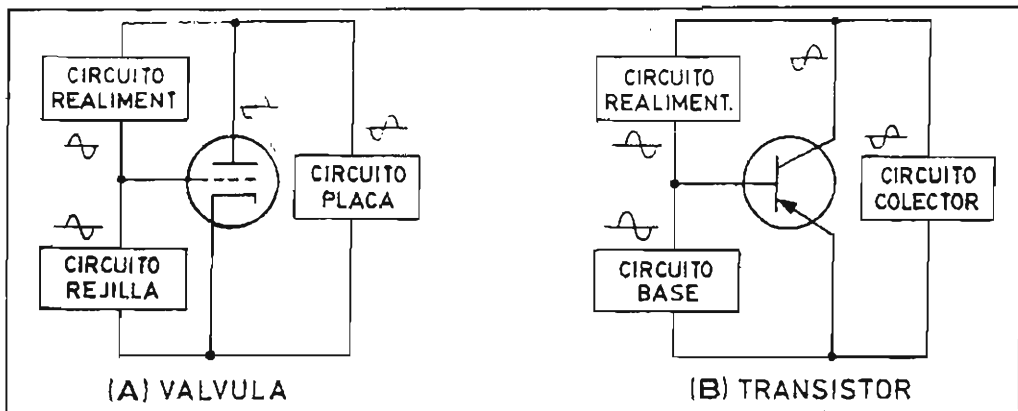 CIRCUITO
REALIMENT
CIRCUITO
PLACA
CIRCUITO
REJILLA
(A) VALVULA
CIRCUITO
REALIMENT.
CIRCUITO
COLECTOR
CIRCUITO
BASE
(B) TRANSISTOR